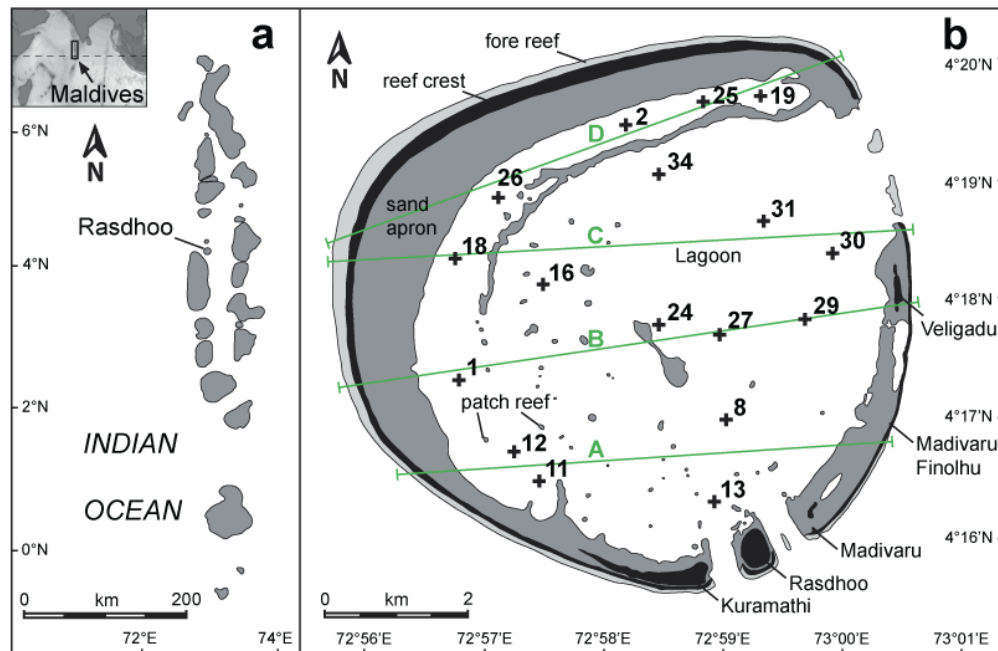 a
Maldives
6°N
N
Rasdhoo
4°N
2°N
INDIAN
OCEAN
0°N
km
0
200
72°E
74°E
b
N
fore reef
reef crest
4°20'N
25
19
2
D
34
4°19'N
26
sand
apron
31
C
18
30
Lagoon
16
4°18'N
24
27
29
B
Veligadu
1
patch reef
8
4°17'N
12
A
Madivaru
Finolhu
11
13
4°16'N
Madivaru
Rasdhoo
Kuramathi
km
0
2
72°56'E
72°57'E
72°58'E
72°59'E
73°00'E
73°01'E